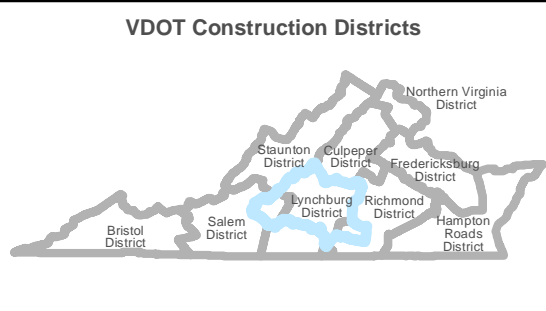 VDOT Construction Districts
Northern Virginia
District
Staunton
District
Culpeper
District
Fredericksburg
District
Lynchburg
District
Richmond
District
Salem
District
Hampton
Roads
District
Bristol
District